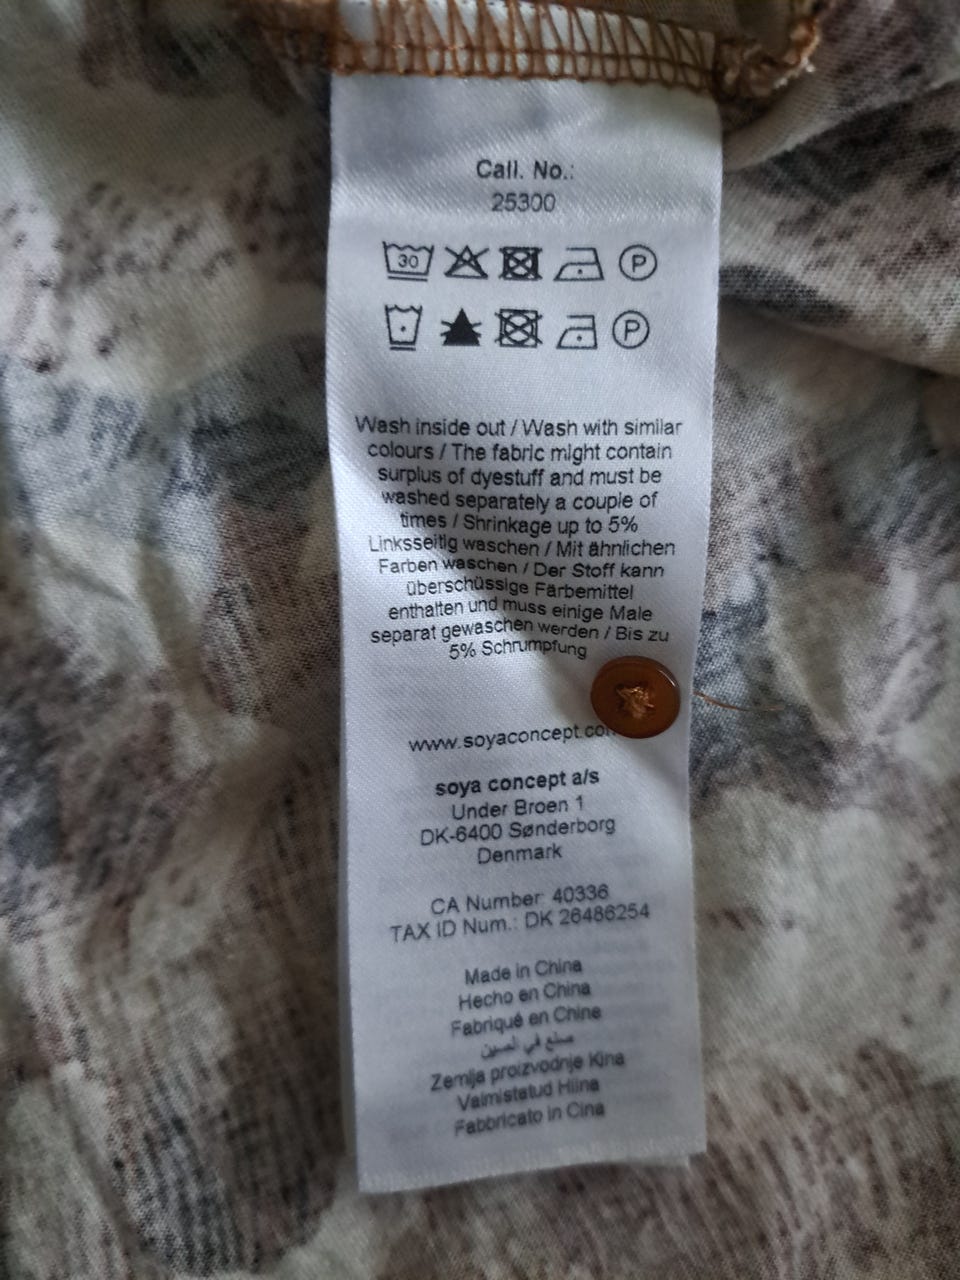 Call. No.:
25300
30 P
P
Wash inside out / Wash with similar
colours / The fabric might contain
surplus of dyestuff and must be
washed separately a couple of
times / Shrinkage up to 5%
Linksseitig waschen / Mit ähnlichen
Farben waschen / Der Stoff kann
überschüssige Färbemittel
enthalten und muss einige Male
separat gewaschen werden / Bis zu
5% Schrumpfung
www.soyaconcept.co
soya concept a/s
Under Broen 1
DK-6400 Sønderborg
Denmark
CA Number: 40336
TAX ID Num.: DK 26486254
Made in China
Hecho en China
Fabriqué en Chine
صنع في الصين
Zemlja proizvodnje Kina
Valmistatud Hiina
Fabbricato in Cina